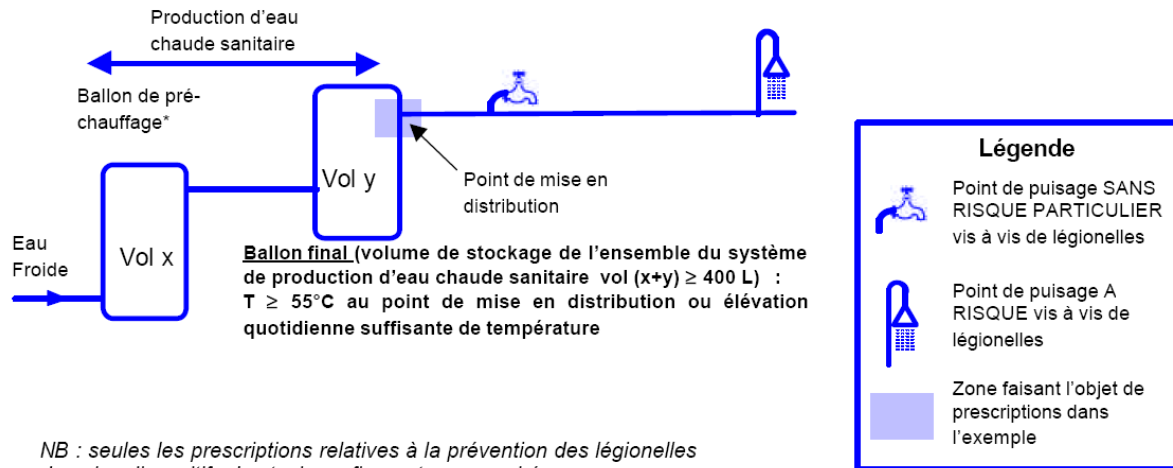 Production d'eau
chaude sanitaire
Ballon de pré-
chauffage*
Vol y
Point de mise en
distribution
Eau
Froide
Vol x
Ballon final (volume de stockage de l'ensemble du système
de production d'eau chaude sanitaire vol (x+y) ≥ 400 L) :
T ≥ 55°C au point de mise en distribution ou élévation
quotidienne suffisante de température
Légende
Point de puisage SANS
RISQUE PARTICULIER
vis à vis de légionelles
Point de puisage A
RISQUE vis à vis de
légionelles
Zone faisant l'objet de
prescriptions dans
l'exemple
NB : seules les prescriptions relatives à la prévention des légionelles